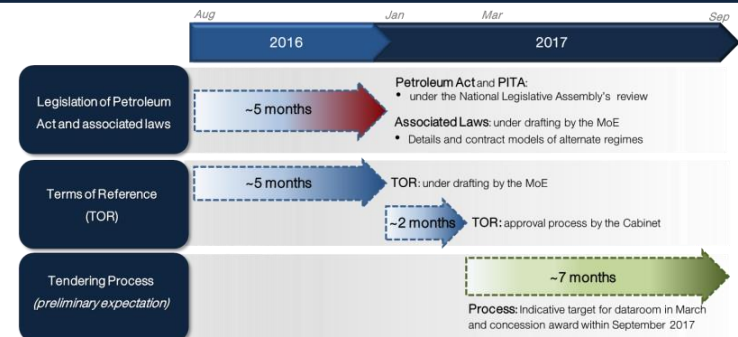 Aug Jan Mar Sep
2016 2017
Legislation of Petroleum
Act and associated laws
~5 months
Petroleum Act and PITA:
• under the National Legislative Assembly's review
Associated Laws: under drafting by the MoE
• Details and contract models of alternate regimes
Terms of Reference
(TOR)
~5 months
TOR: under drafting by the MoE
~2 months
TOR: approval process by the Cabinet
Tendering Process
(preliminary expectation)
~7 months
Process: Indicative target for dataroom in March
and concession award within September 2017